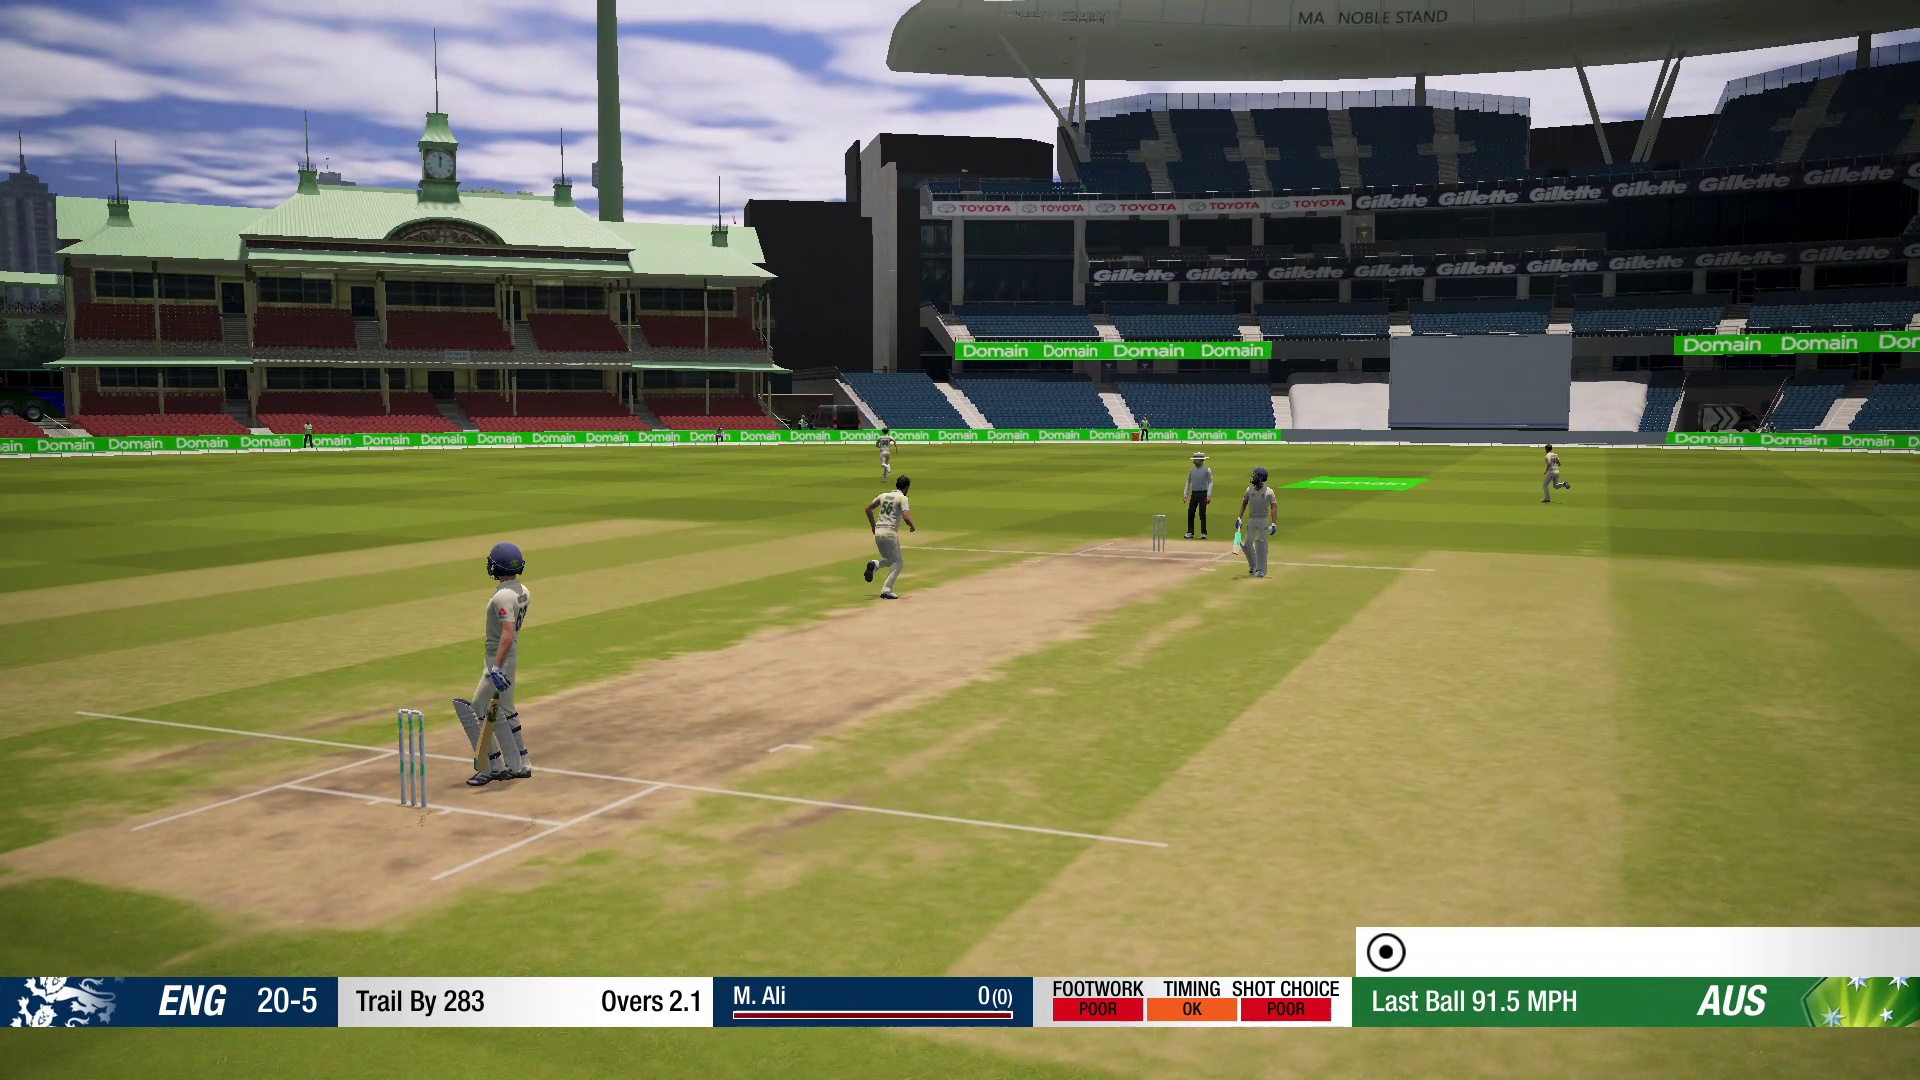 MA NOBLE STAND
TOYOTA TOYOTA TOYOTA TOYOTA TOYOTA Gillette Gillette Gillette Gillette Gillette Gillette
Gillette Gillette Gillette Gillette Gillette Gillette Gillette Gillette Gillette
Domain Domain Domain Domain
Domain Domain Dom
Domain Domain Domain Domain Domain Domain Domain Domain Domain Domain Domain Domain Domain Domain Domain Domain Domain Domain Domain Domain
Domain Domain Domain
Domain
56
ENG 20-5 Trail By 283 Overs 2.1
M. Ali 0 (0)
FOOTWORK TIMING SHOT CHOICE
POOR OK POOR
Last Ball 91.5 MPH AUS